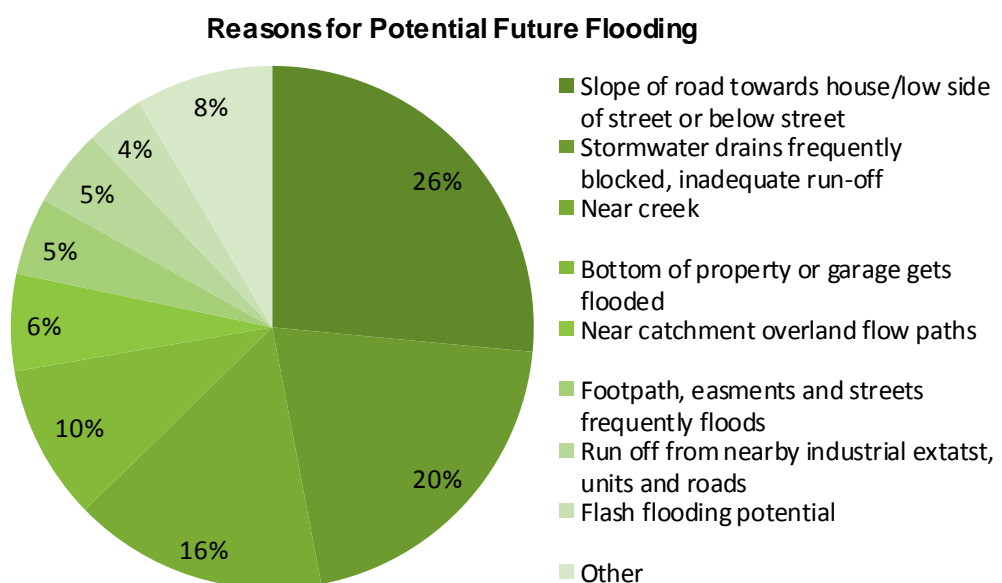 Reasons for Potential Future Flooding
8%
4%
5%
5%
6%
10%
16%
20%
26%
Slope of road towards house/low side
of street or below street
Stormwater drains frequently
blocked, inadequate run-off
Near creek
Bottom of property or garage gets
flooded
Near catchment overland flow paths
Footpath, easments and streets
frequently floods
Run off from nearby industrial extatst,
units and roads
Flash flooding potential
Other